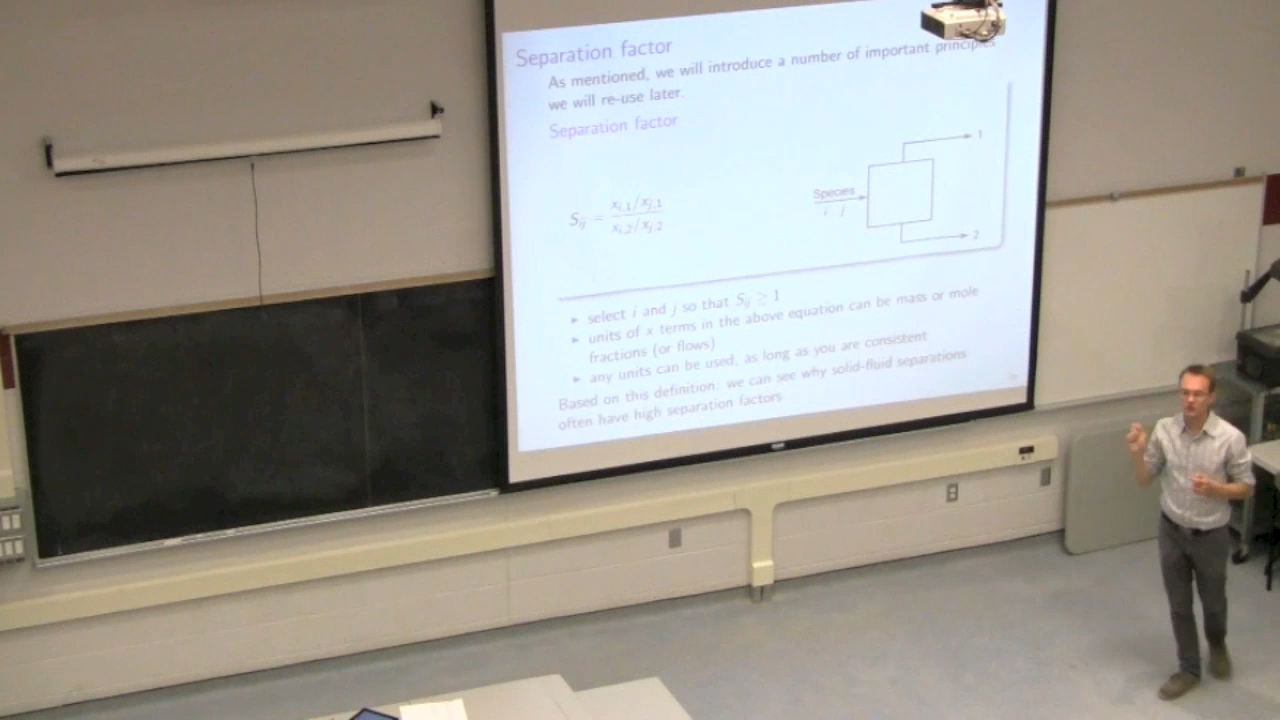 Separation factor
As mentioned, we will introduce a number of important principles
we will re-use later.
Separation factor
1
Species
i j
S_ij = (x_i,1/x_j,1)/(x_i,2/x_j,2)
2
▸ select i and j so that S_ij ≥ 1
▸ units of x terms in the above equation can be mass or mole
fractions (or flows)
▸ any units can be used, as long as you are consistent
Based on this definition: we can see why solid-fluid separations
often have high separation factors